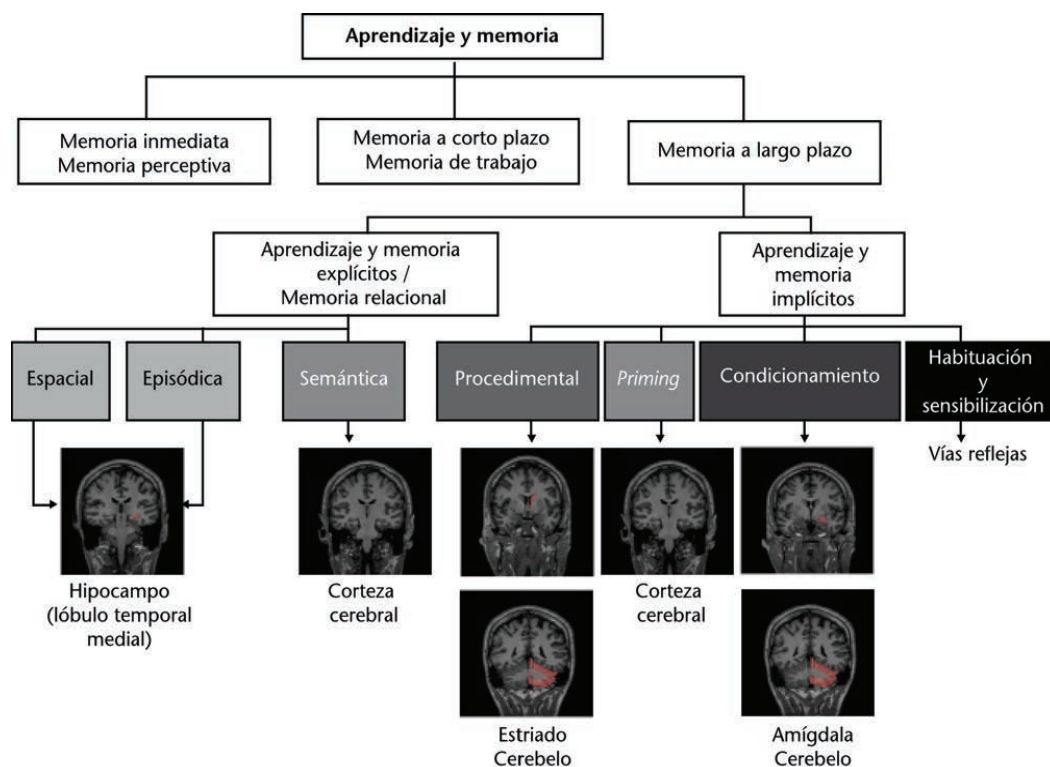 Aprendizaje y memoria
Memoria inmediata
Memoria perceptiva
Memoria a corto plazo
Memoria de trabajo
Memoria a largo plazo
Aprendizaje y memoria
explícitos /
Memoria relacional
Aprendizaje y
memoria
implícitos
Espacial
Episódica
Semántica
Procedimental
Priming
Condicionamiento
Habituación
y
sensibilización
Vías reflejas
Hipocampo
(lóbulo temporal
medial)
Corteza
cerebral
Estriado
Cerebelo
Corteza
cerebral
Amígdala
Cerebelo